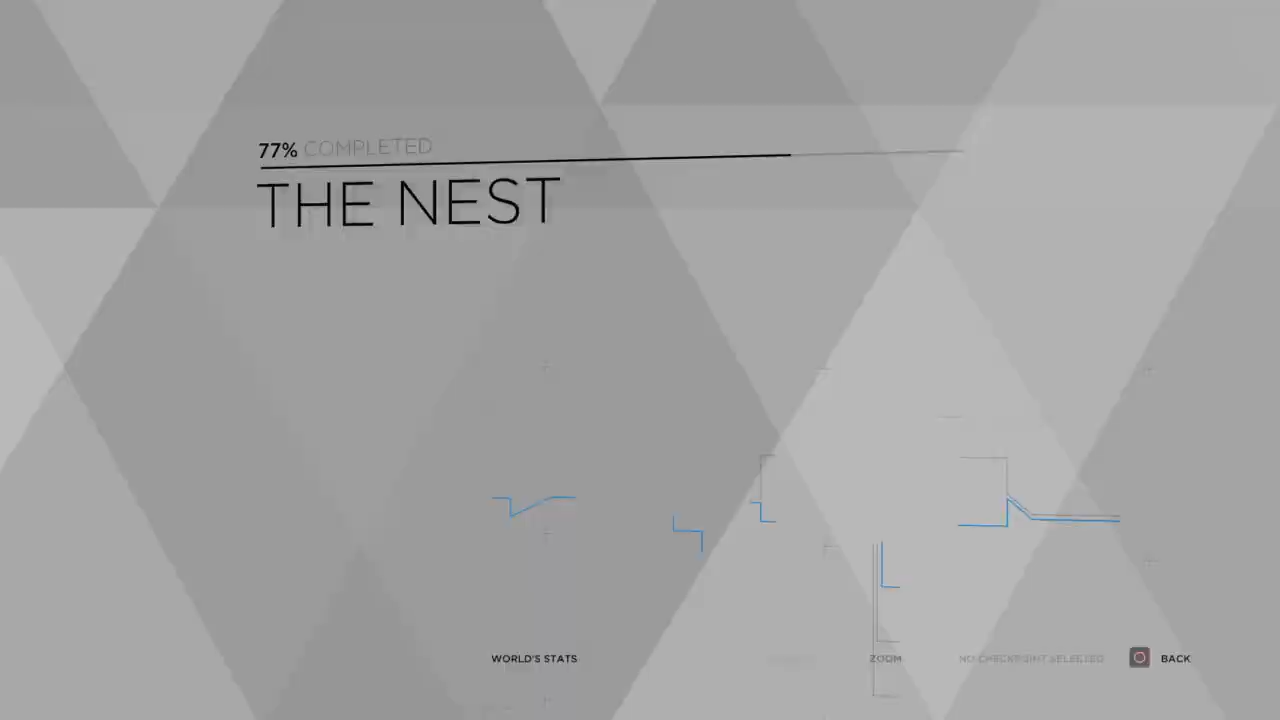 77% COMPLETED
THE NEST
WORLD'S STATS
ZOOM
NO CHECKPOINT SELECTED
BACK